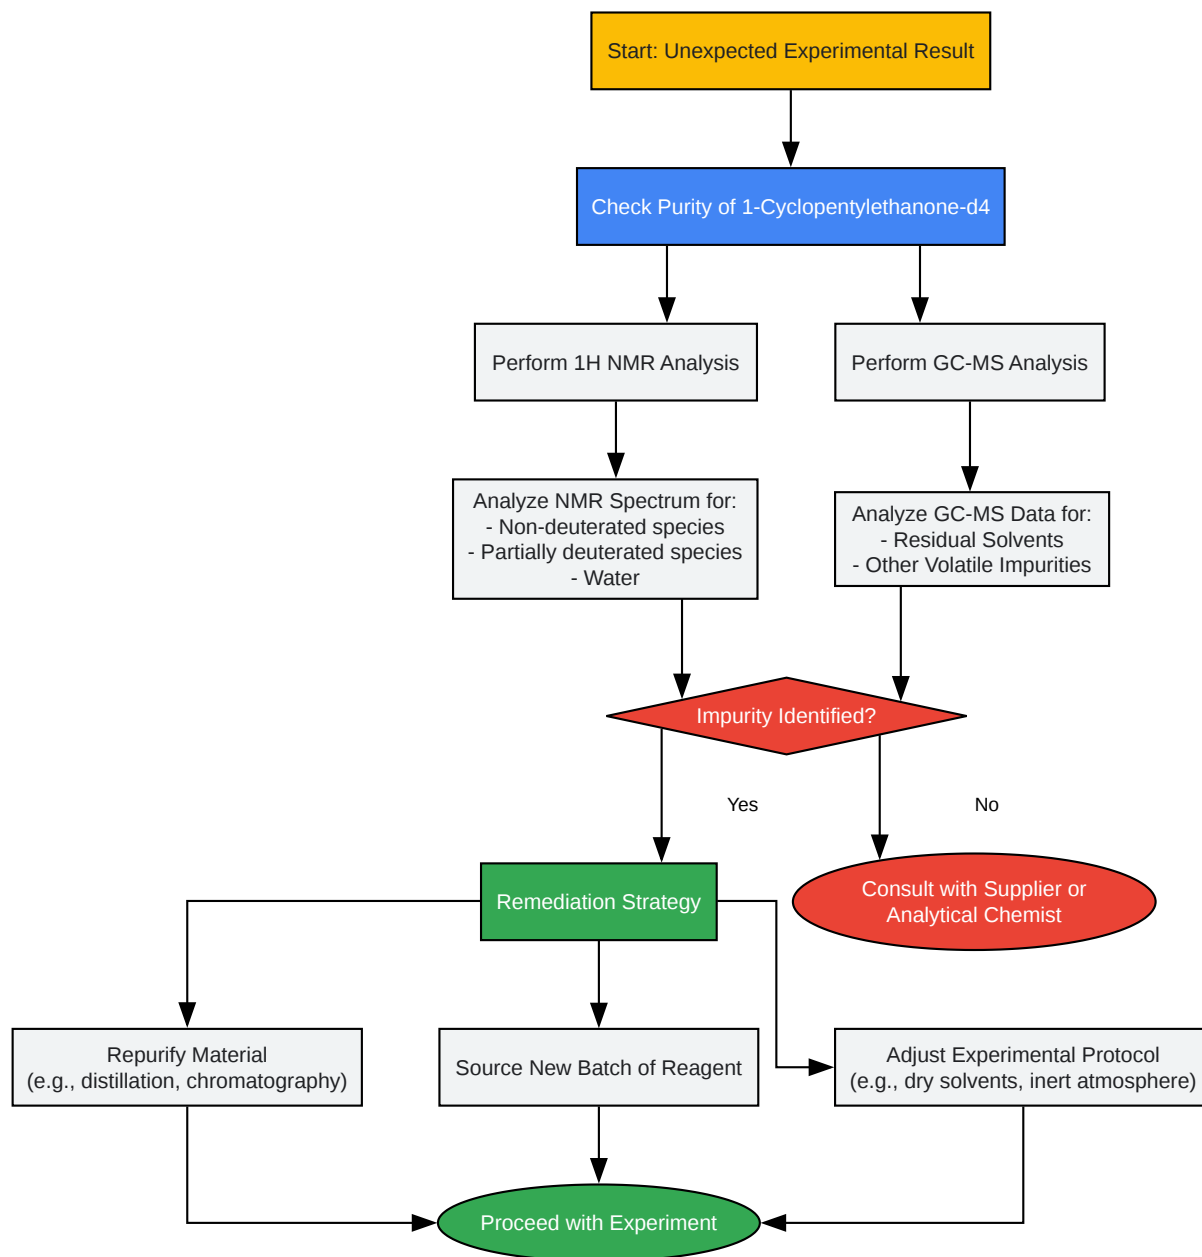 Start: Unexpected Experimental Result
Check Purity of 1-Cyclopentylethanone-d4
Perform 1H NMR Analysis
Perform GC-MS Analysis
Analyze NMR Spectrum for:
- Non-deuterated species
- Partially deuterated species
- Water
Analyze GC-MS Data for:
- Residual Solvents
- Other Volatile Impurities
Impurity Identified?
Yes
No
Remediation Strategy
Consult with Supplier or
Analytical Chemist
Repurify Material
(e.g., distillation, chromatography)
Source New Batch of Reagent
Adjust Experimental Protocol
(e.g., dry solvents, inert atmosphere)
Proceed with Experiment